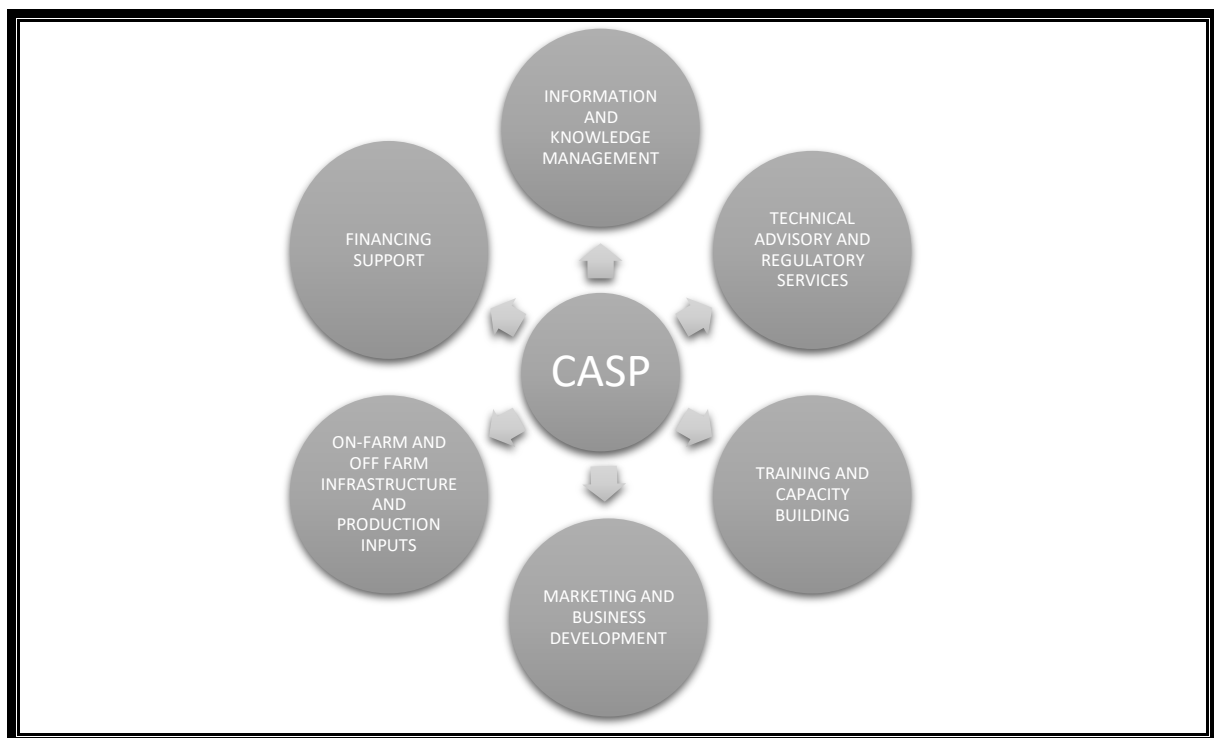 INFORMATION
AND
KNOWLEDGE
MANAGEMENT
TECHNICAL
ADVISORY AND
REGULATORY
SERVICES
TRAINING AND
CAPACITY
BUILDING
MARKETING AND
BUSINESS
DEVELOPMENT
ON-FARM AND
OFF FARM
INFRASTRUCTURE
AND
PRODUCTION
INPUTS
FINANCING
SUPPORT
CASP